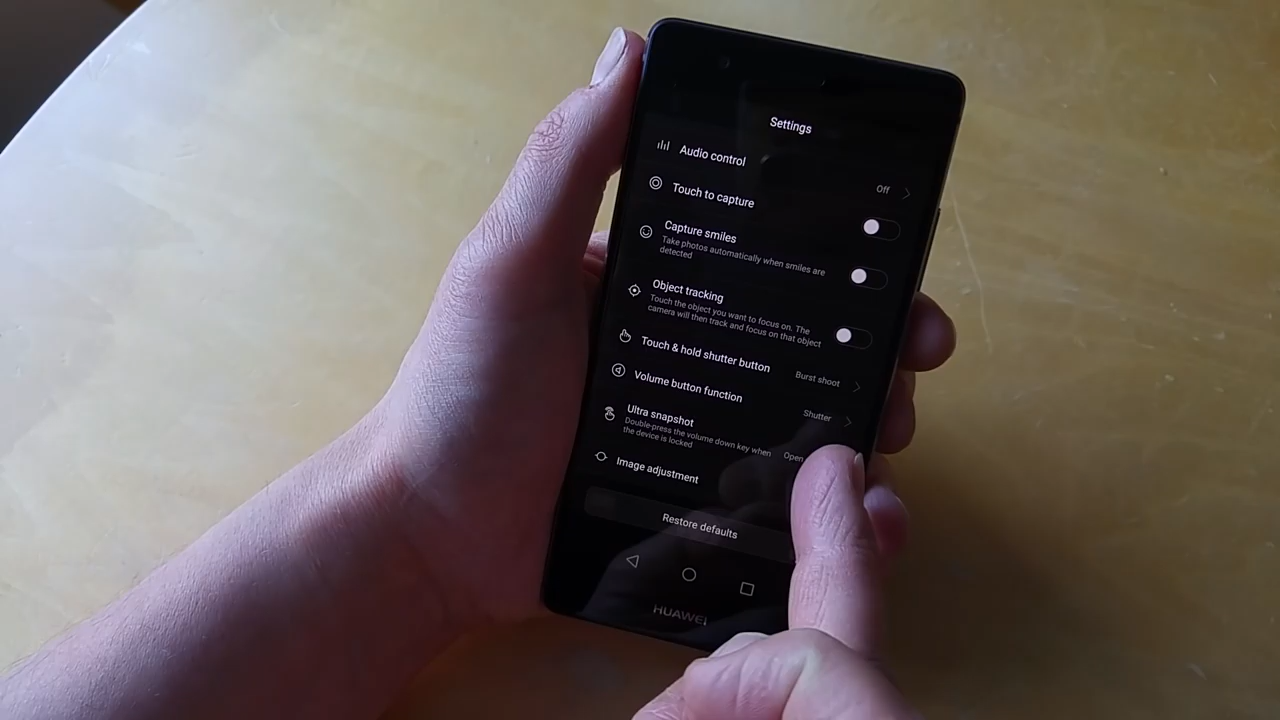 Settings
Audio control
Off
Touch to capture
Capture smiles
Take photos automatically when smiles are
detected
Object tracking
Touch the object you want to focus on. The
camera will then track and focus on that object
Touch & hold shutter button
Burst shoot
Volume button function
Shutter
Ultra snapshot
Double-press the volume down key when
the device is locked
Open
Image adjustment
Restore defaults
HUAWEI